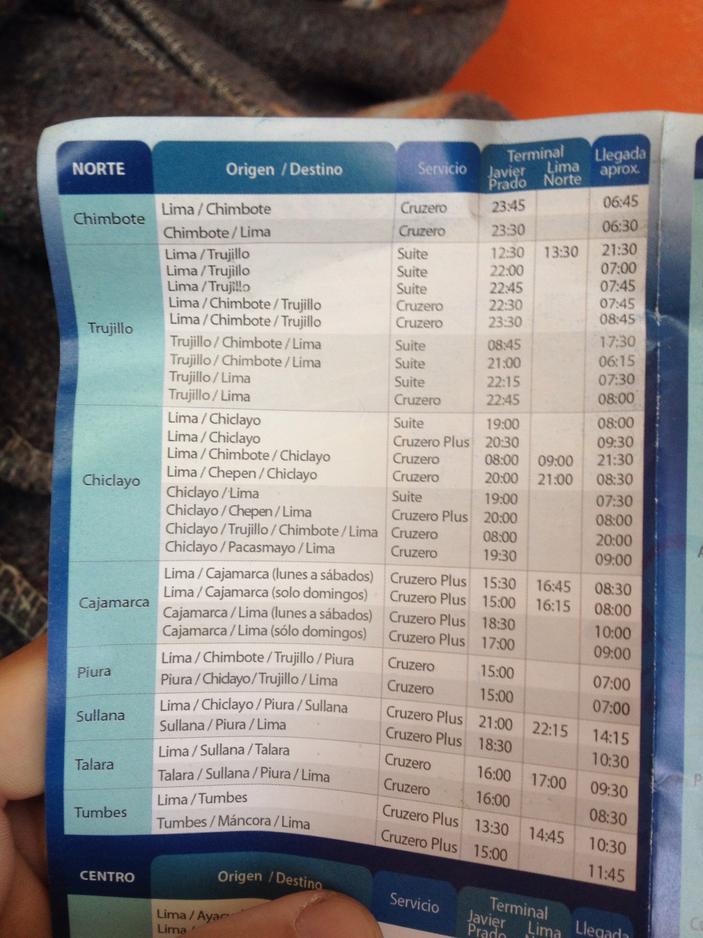 NORTE Origen / Destino Servicio Terminal Javier Prado Lima Norte Llegada aprox.
Chimbote
Lima / Chimbote Cruzero 23:45 06:45
Chimbote / Lima Cruzero 23:30 06:30
Trujillo
Lima / Trujillo Suite 12:30 13:30 21:30
Lima / Trujillo Suite 22:00 07:00
Lima / Trujillo Suite 22:45 07:45
Lima / Chimbote / Trujillo Cruzero 22:30 07:45
Lima / Chimbote / Trujillo Cruzero 23:30 08:45
Trujillo / Chimbote / Lima Suite 08:45 17:30
Trujillo / Chimbote / Lima Suite 21:00 06:15
Trujillo / Lima Suite 22:15 07:30
Trujillo / Lima Cruzero 22:45 08:00
Chiclayo
Lima / Chiclayo Suite 19:00 08:00
Lima / Chiclayo Cruzero Plus 20:30 09:30
Lima / Chimbote / Chiclayo Cruzero 08:00 09:00 21:30
Lima / Chepen / Chiclayo Cruzero 20:00 21:00 08:30
Chiclayo / Lima Suite 19:00 07:30
Chiclayo / Chepen / Lima Cruzero Plus 20:00 08:00
Chiclayo / Trujillo / Chimbote / Lima Cruzero 08:00 20:00
Chiclayo / Pacasmayo / Lima Cruzero 19:30 09:00
Cajamarca
Lima / Cajamarca (lunes a sábados) Cruzero Plus 15:30 16:45 08:30
Lima / Cajamarca (solo domingos) Cruzero Plus 15:00 16:15 08:00
Cajamarca / Lima (lunes a sábados) Cruzero Plus 18:30 10:00
Cajamarca / Lima (sólo domingos) Cruzero Plus 17:00 09:00
Piura
Lima / Chimbote / Trujillo / Piura Cruzero 15:00 07:00
Piura / Chiclayo / Trujillo / Lima Cruzero 15:00 07:00
Sullana
Lima / Chiclayo / Piura / Sullana Cruzero Plus 21:00 22:15 14:15
Sullana / Piura / Lima Cruzero Plus 18:30 10:30
Talara
Lima / Sullana / Talara Cruzero 16:00 17:00 09:30
Talara / Sullana / Piura / Lima Cruzero 16:00 08:30
Tumbes
Lima / Tumbes Cruzero Plus 13:30 14:45 10:30
Tumbes / Máncora / Lima Cruzero Plus 15:00 11:45
CENTRO Origen / Destino Servicio Terminal Javier Prado Lima Llegada
Lima /
Lima /